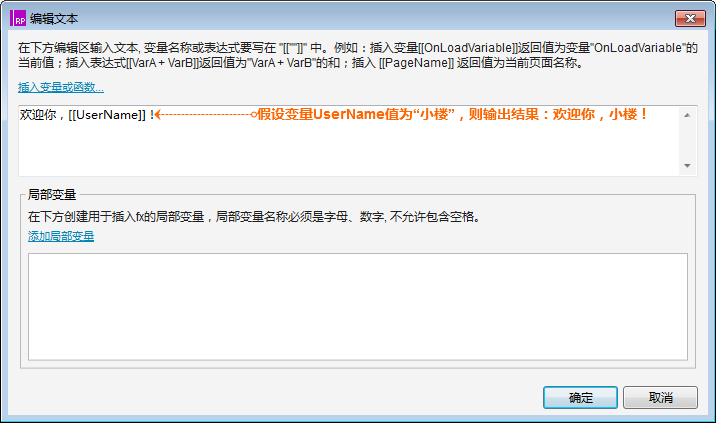 RP 编辑文本
在下方编辑区输入文本, 变量名称或表达式要写在 "[[""]]" 中。例如：插入变量[[OnLoadVariable]]返回值为变量"OnLoadVariable"的
当前值；插入表达式[[VarA + VarB]]返回值为"VarA + VarB"的和；插入 [[PageName]] 返回值为当前页面名称。
插入变量或函数...
欢迎你，[[UserName]]！ 假设变量UserName值为“小楼”，则输出结果：欢迎你，小楼！
局部变量
在下方创建用于插入fx的局部变量，局部变量名称必须是字母、数字, 不允许包含空格。
添加局部变量
确定 取消